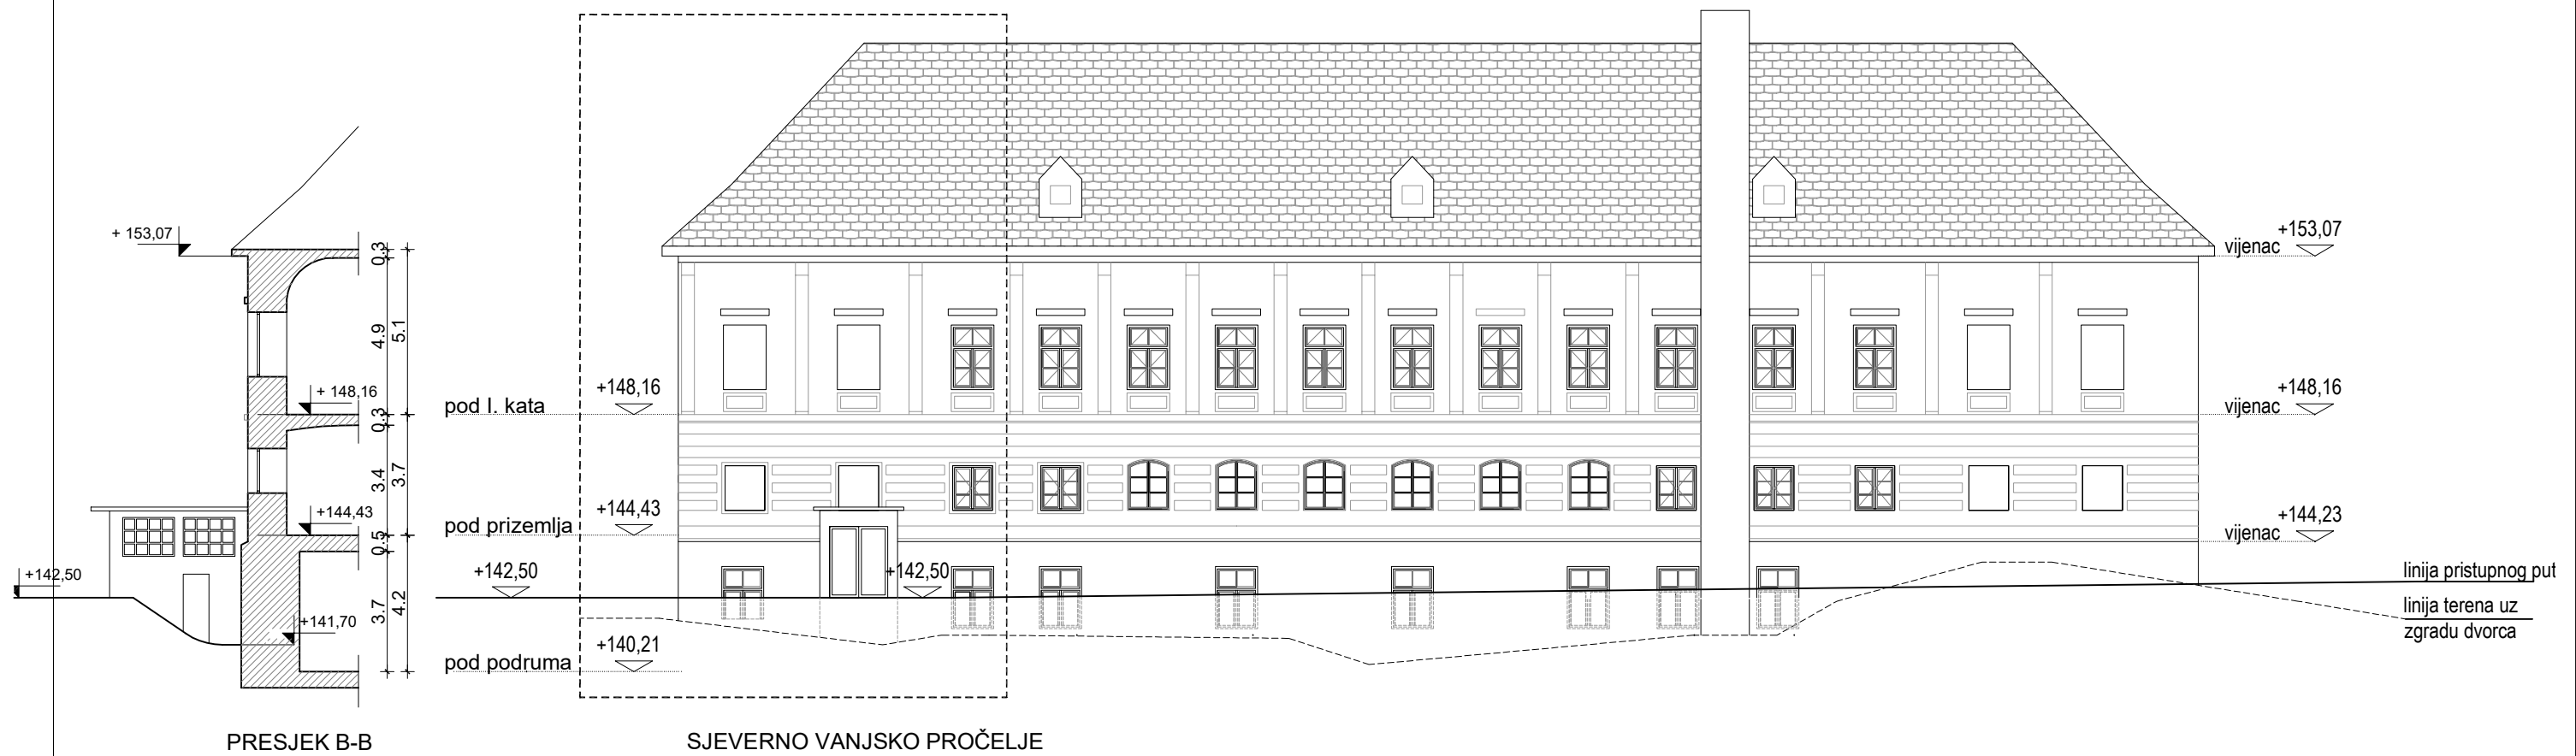 + 153,07
0.3
4.9
5.1
+ 148,16
0.3
3.4
3.7
+144,43
0.5
+142,50
3.7
4.2
+141,70
PRESJEK B-B
+148,16
pod I. kata
+144,43
pod prizemlja
+142,50
+142,50
+140,21
pod podruma
SJEVERNO VANJSKO PROČELJE
+153,07
vijenac
+148,16
vijenac
+144,23
vijenac
linija pristupnog put
linija terena uz
zgradu dvorca